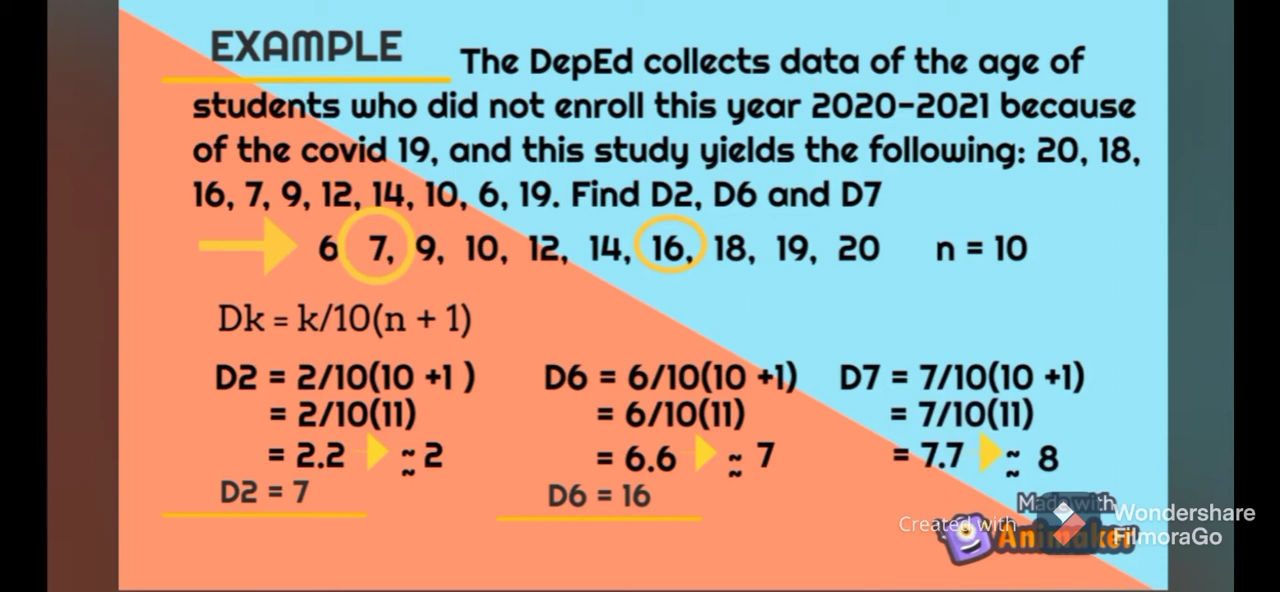 EXAMPLE
The DepEd collects data of the age of
students who did not enroll this year 2020-2021 because
of the covid 19, and this study yields the following: 20, 18,
16, 7, 9, 12, 14, 10, 6, 19. Find D2, D6 and D7
6 7, 9, 10, 12, 14, 16, 18, 19, 20 n = 10
Dk = k/10(n + 1)
D2 = 2/10(10 +1 )
= 2/10(11)
= 2.2 ≈ 2
D2 = 7
D6 = 6/10(10 +1)
= 6/10(11)
= 6.6 ≈ 7
D6 = 16
D7 = 7/10(10 +1)
= 7/10(11)
= 7.7 ≈ 8
Made with
Wondershare
FilmoraGo
Created with
Animaker